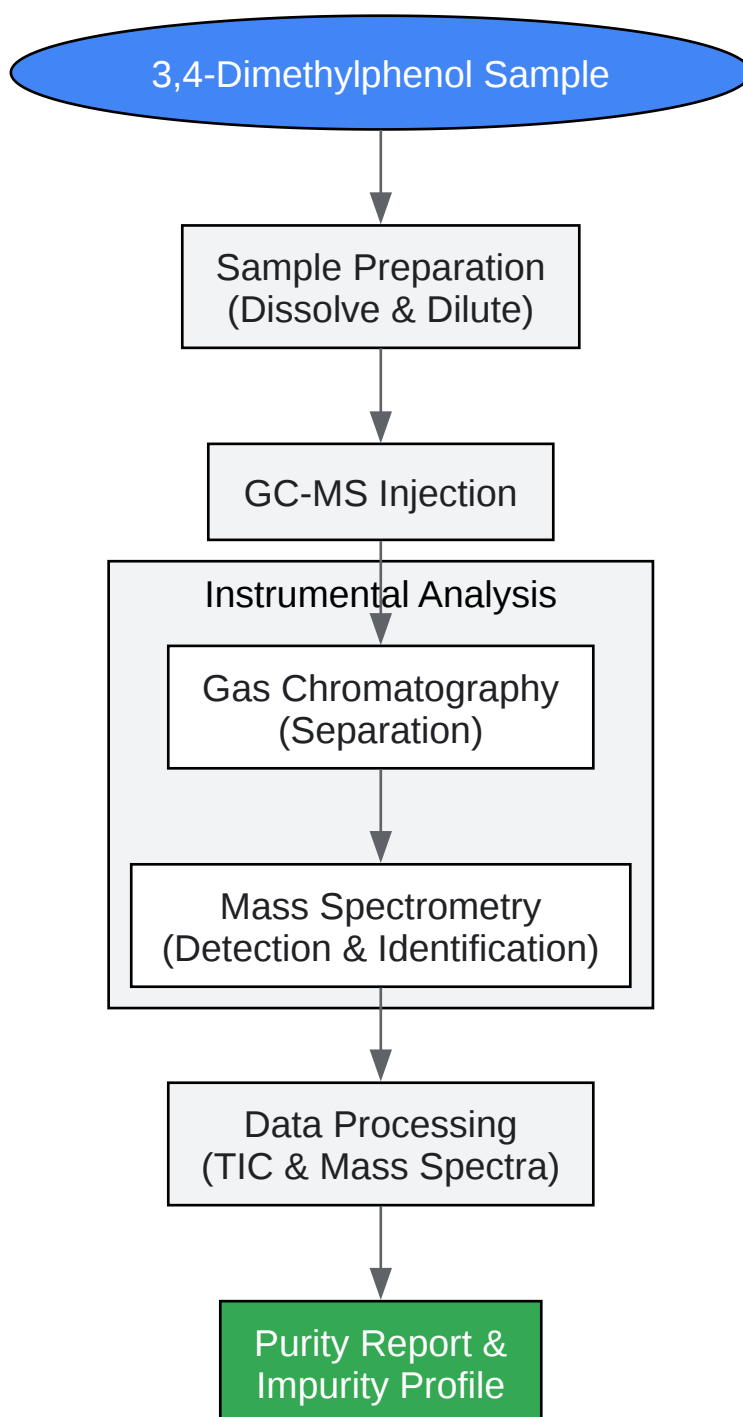 3,4-Dimethylphenol Sample
Sample Preparation
(Dissolve & Dilute)
GC-MS Injection
Instrumental Analysis
Gas Chromatography
(Separation)
Mass Spectrometry
(Detection & Identification)
Data Processing
(TIC & Mass Spectra)
Purity Report &
Impurity Profile